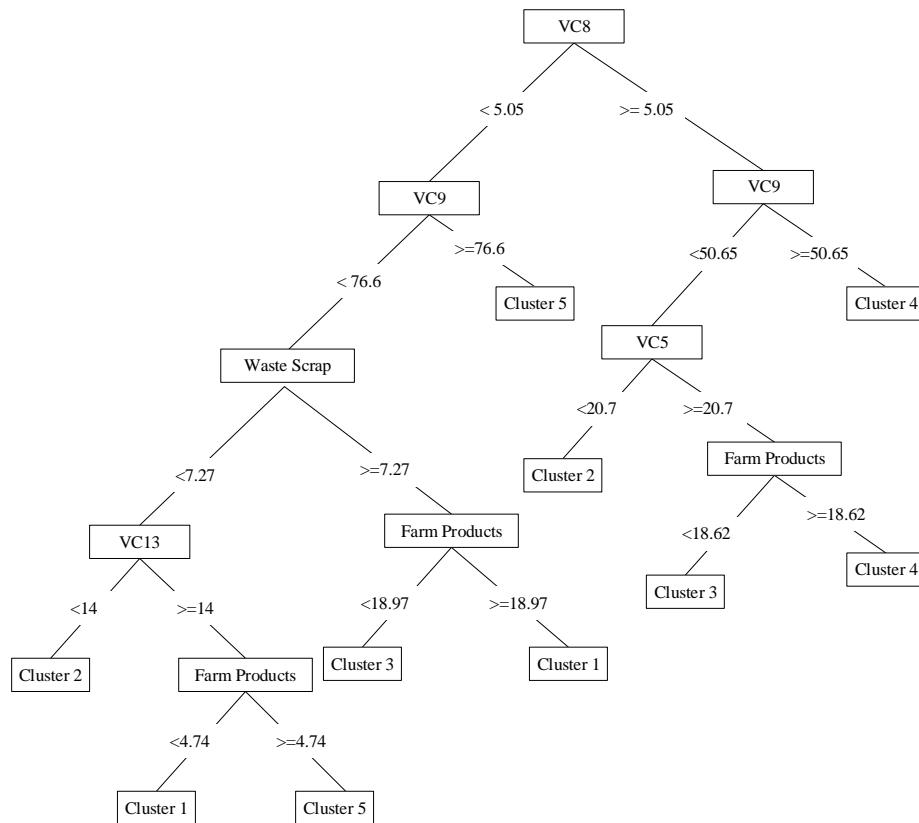 VC8
< 5.05
>= 5.05
VC9
VC9
<50.65
>=50.65
>=76.6
< 76.6
Cluster 5
Cluster 4
VC5
Waste Scrap
<20.7
>=20.7
Farm Products
<7.27
>=7.27
Cluster 2
>=18.62
<18.62
Farm Products
VC13
Cluster 4
Cluster 3
<14
>=14
<18.97
>=18.97
Cluster 2
Farm Products
Cluster 3
Cluster 1
<4.74
>=4.74
Cluster 1
Cluster 5